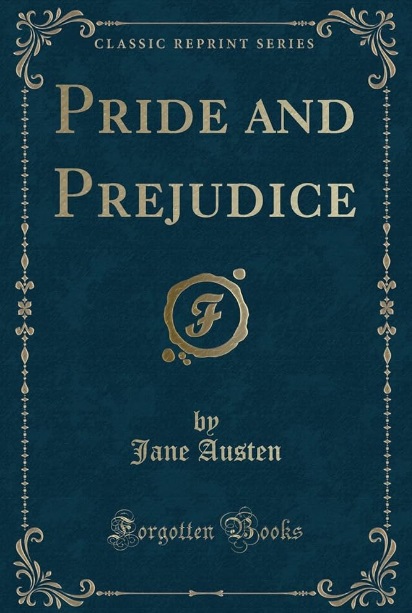 CLASSIC REPRINT SERIES
PRIDE AND
PREJUDICE
F
by
Jane Austen
Forgotten Books